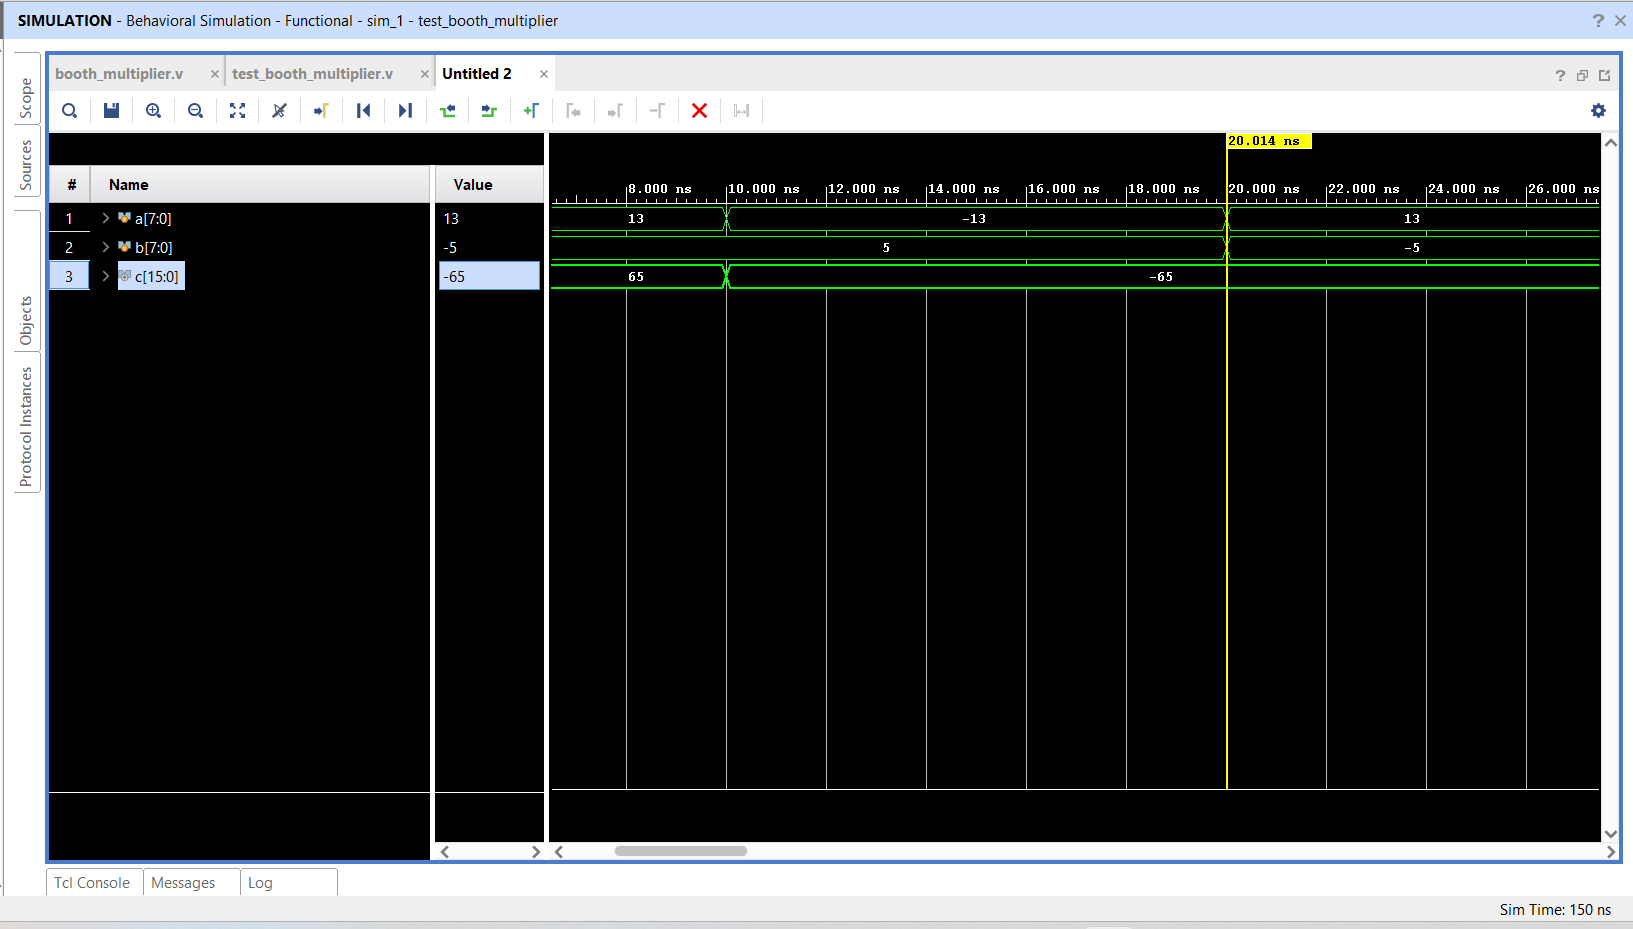 SIMULATION - Behavioral Simulation - Functional - sim_1 - test_booth_multiplier
? ×
Scope
Sources
Objects
Protocol Instances
booth_multiplier.v × test_booth_multiplier.v × Untitled 2 ×
?
20.014 ns
# Name Value
8.000 ns 10.000 ns 12.000 ns 14.000 ns 16.000 ns 18.000 ns 20.000 ns 22.000 ns 24.000 ns 26.000 ns
1 > a[7:0] 13 13 -13 13
2 > b[7:0] -5 5 -5
3 > c[15:0] -65 65 -65
Tcl Console Messages Log
Sim Time: 150 ns